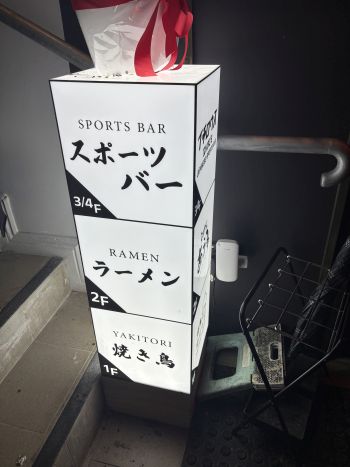 SPORTS BAR
スポーツ
バー
3/4F
RAMEN
ラーメン
2F
YAKITORI
焼き鳥
1F